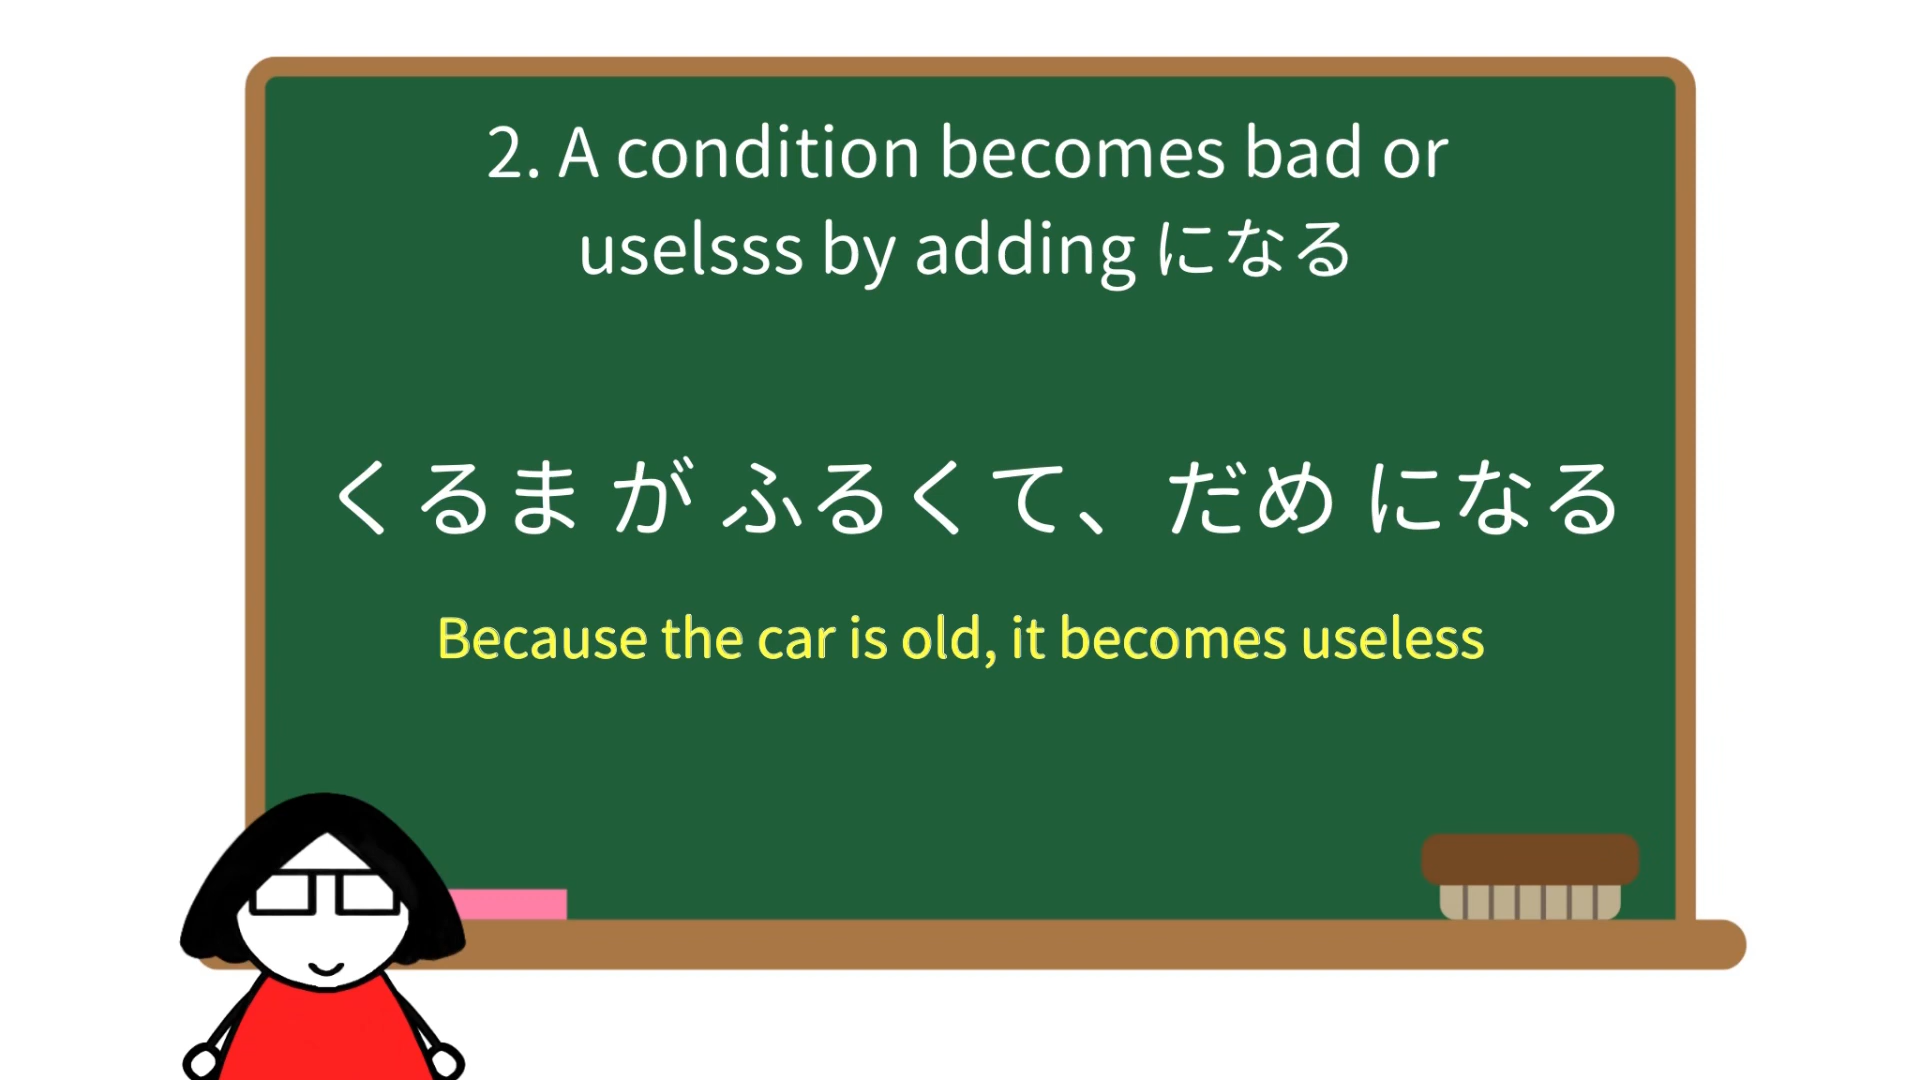 2. A condition becomes bad or
uselsss by adding になる
くるま が ふるくて、だめ になる
Because the car is old, it becomes useless